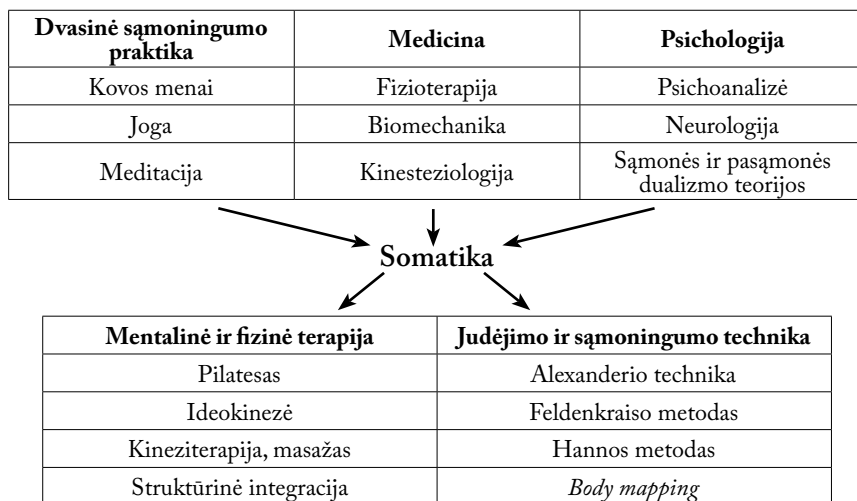 Dvasinė sąmoningumo
praktika
Medicina
Psichologija
Kovos menai
Fizioterapija
Psichoanalizė
Joga
Biomechanika
Neurologija
Meditacija
Kinesteziologija
Sąmonės ir pasąmonės
dualizmo teorijos
Somatika
Mentalinė ir fizinė terapija
Judėjimo ir sąmoningumo technika
Pilatesas
Alexanderio technika
Ideokinezė
Feldenkraiso metodas
Kineziterapija, masažas
Hannos metodas
Struktūrinė integracija
Body mapping